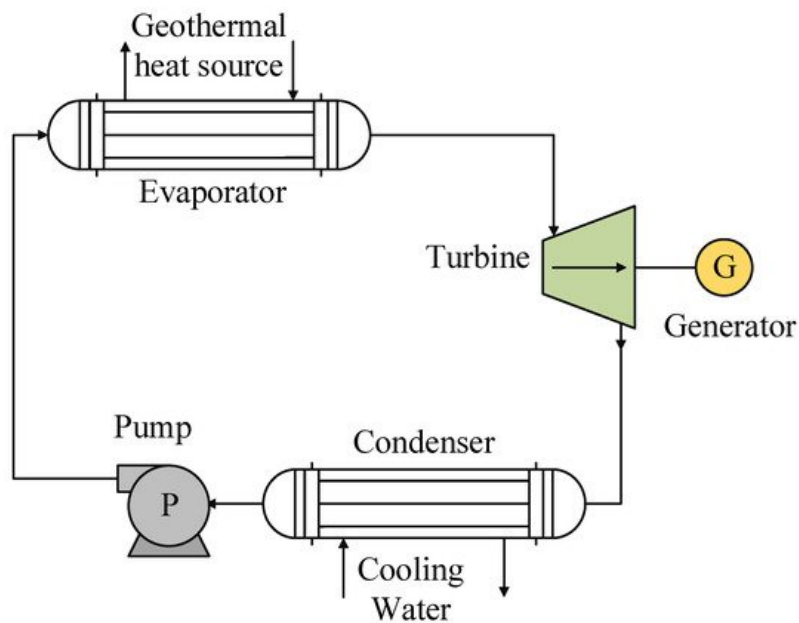 Geothermal
heat source
Evaporator
Turbine
G
Generator
Pump
P
Condenser
Cooling
Water